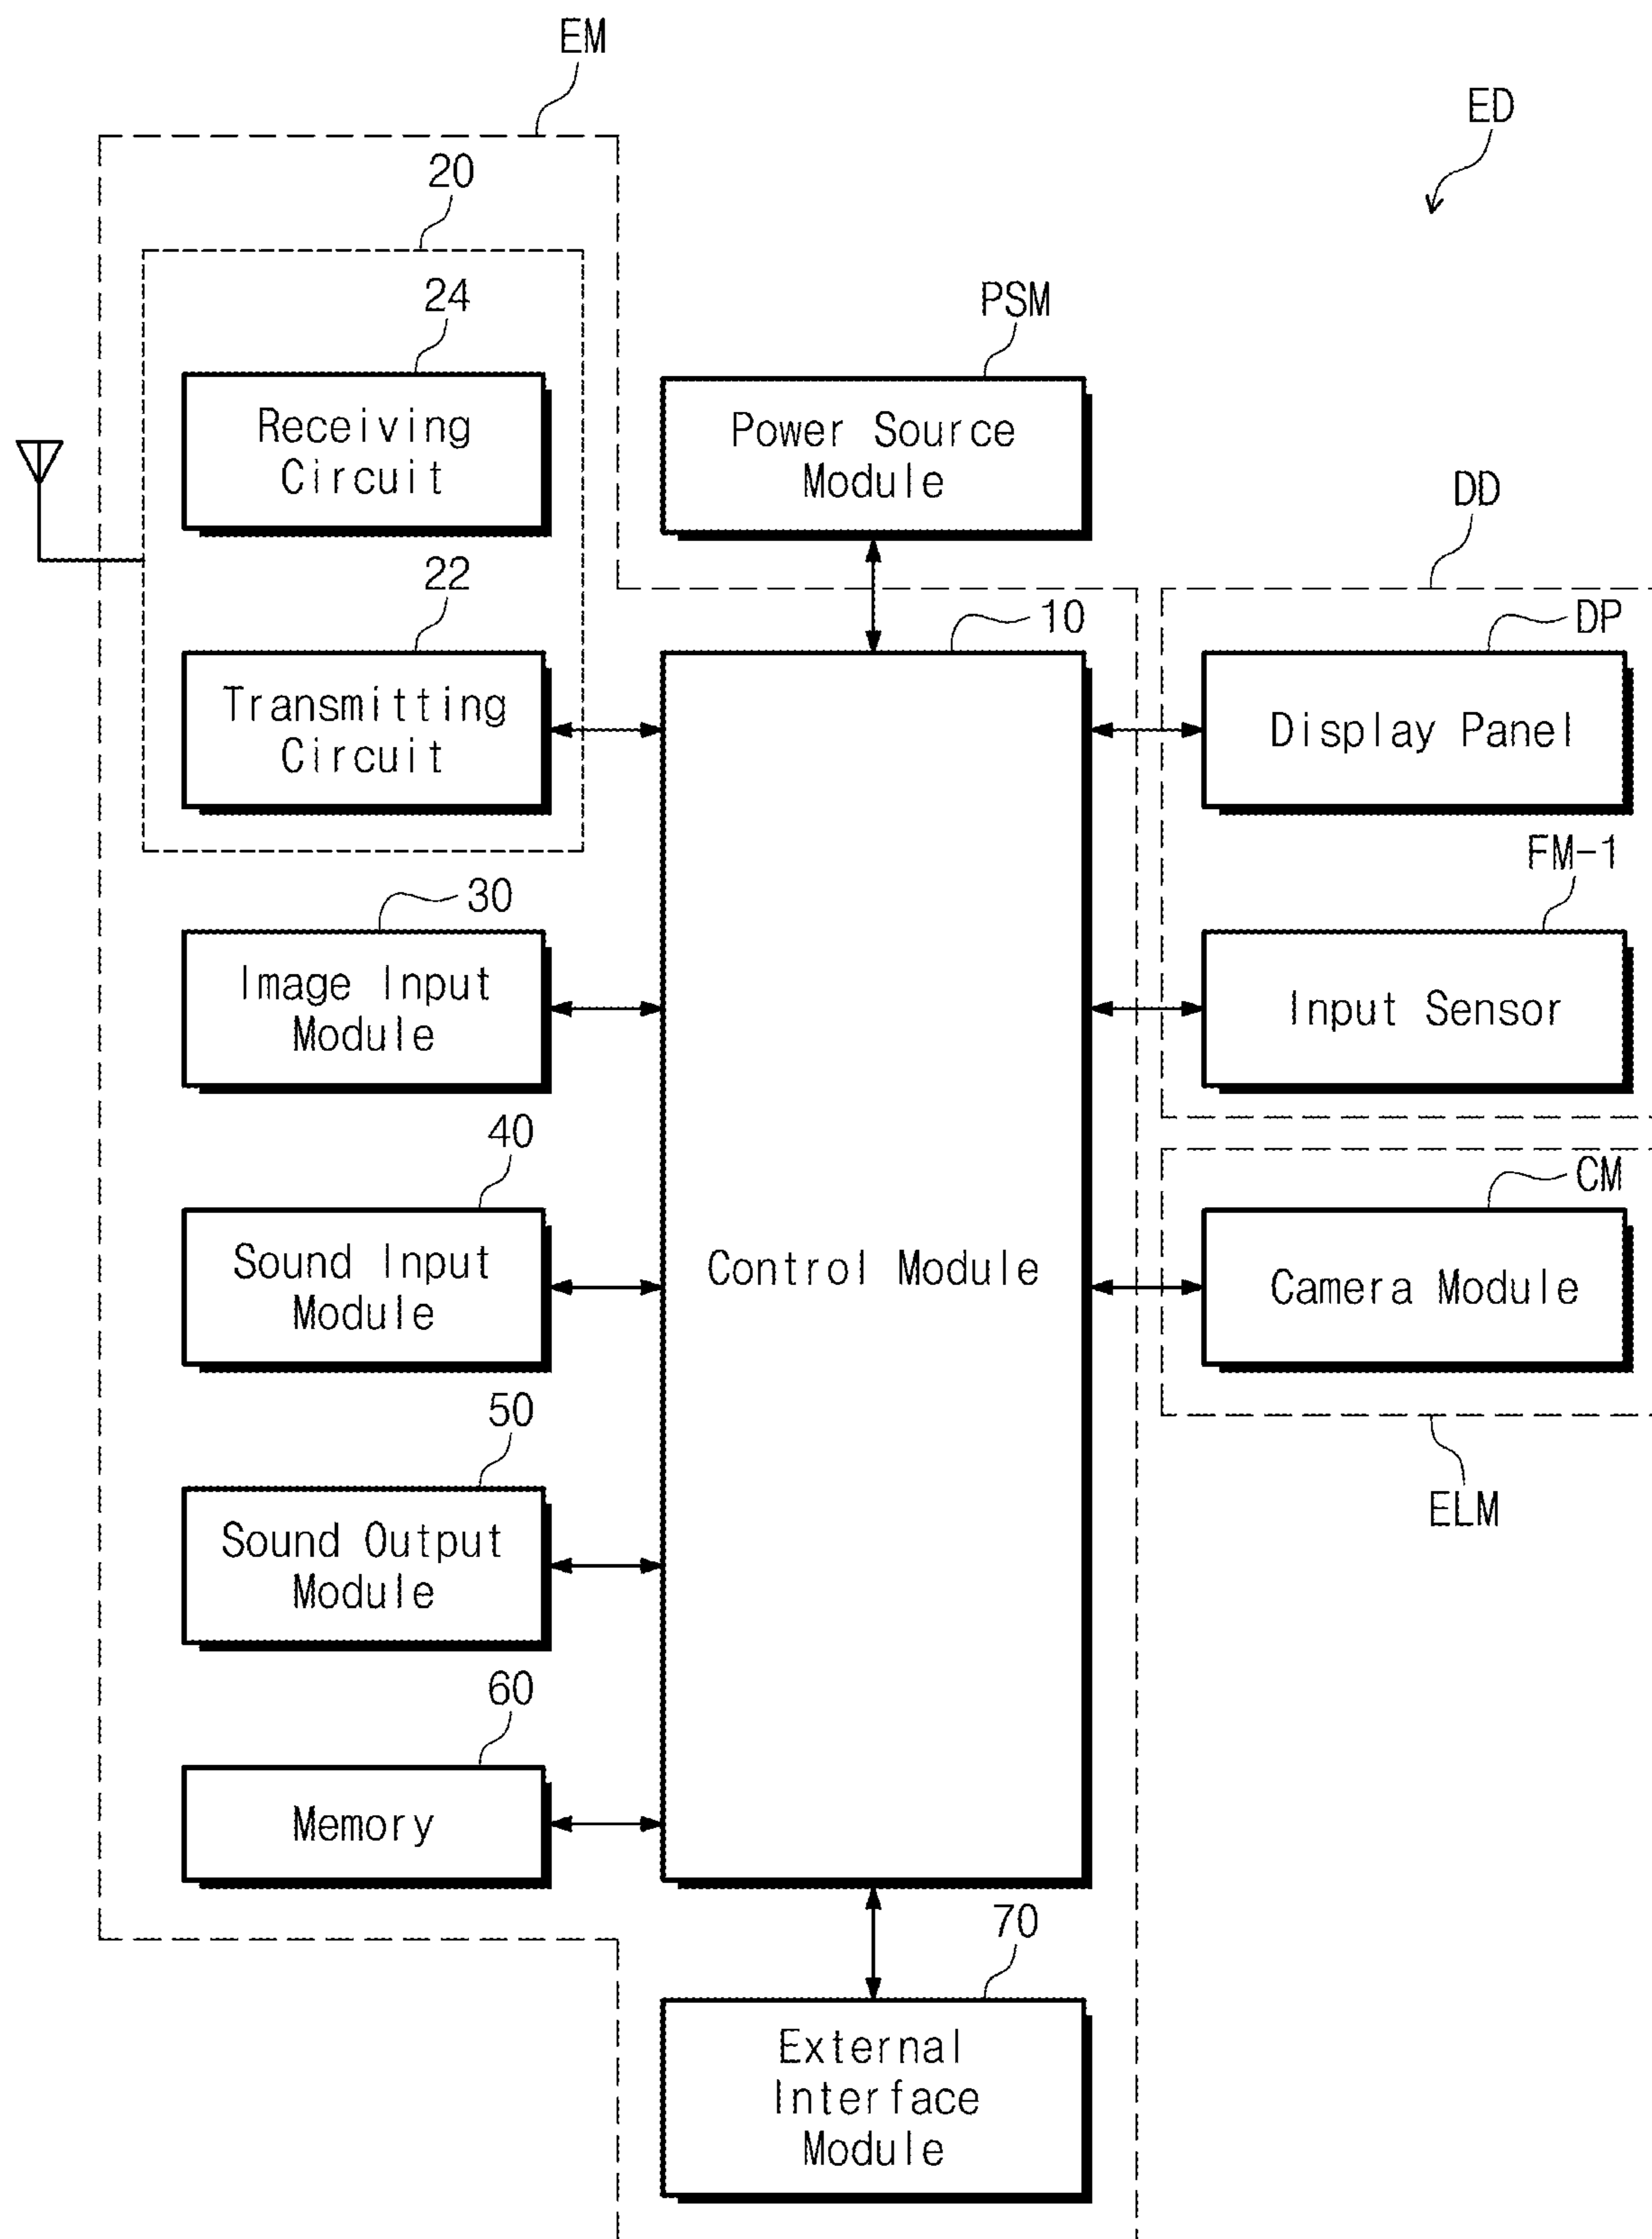 EM
ED
20
24
PSM
Receiving
Circuit
Power Source
Module
DD
22
10
DP
Transmitting
Circuit
Display Panel
FM-1
30
Image Input
Module
Input Sensor
40
CM
Sound Input
Module
Control Module
Camera Module
50
ELM
Sound Output
Module
60
Memory
70
External
Interface
Module